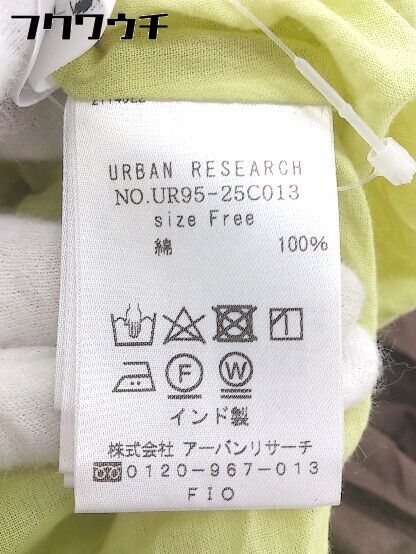 フクワウチ
URBAN RESEARCH
NO.UR95-25C013
size Free
綿 100%
F W
インド製
株式会社 アーバンリサーチ
0120-967-013
FIO